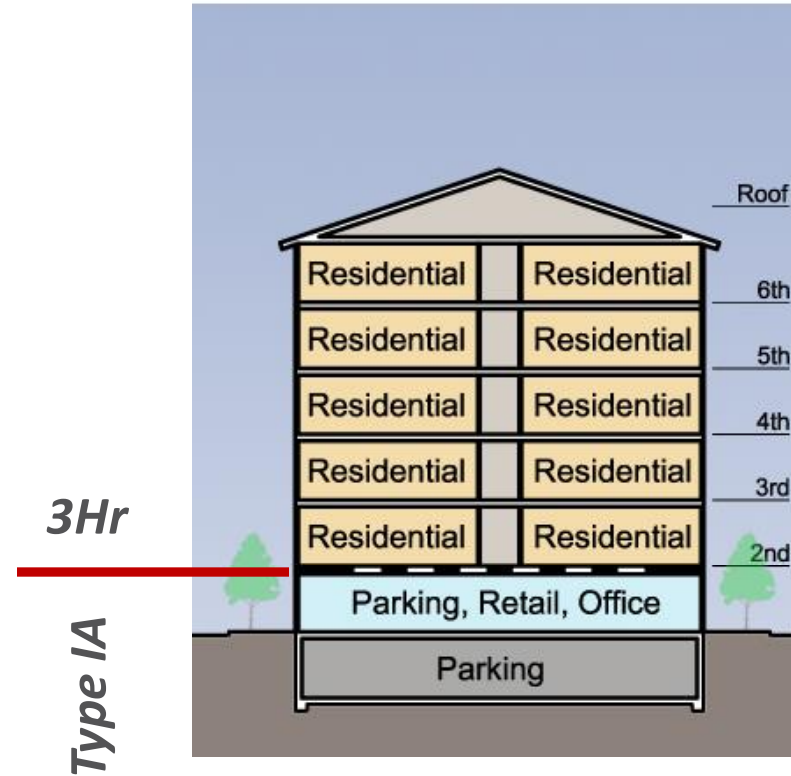 Roof
Residential Residential
6th
Residential Residential
5th
Residential Residential
4th
Residential Residential
3rd
3Hr
Residential Residential
2nd
Parking, Retail, Office
Type IA
Parking